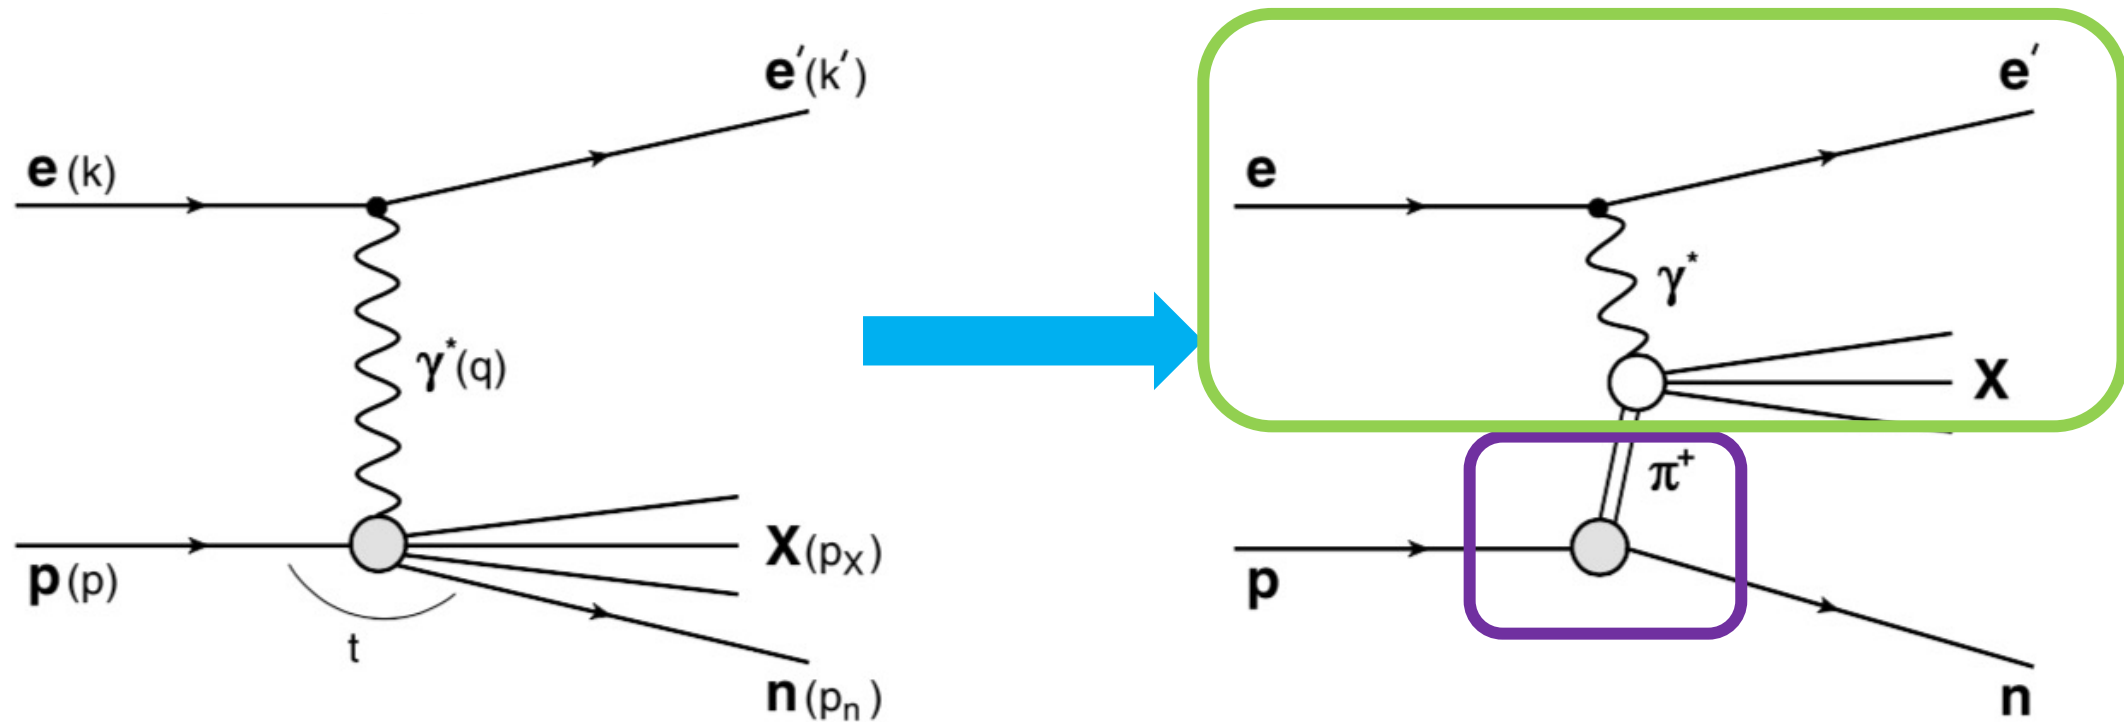 e (k)
e′(k′)
γ*(q)
p (p)
t
X (pX)
n (pn)
e
e′
γ*
X
π+
p
n